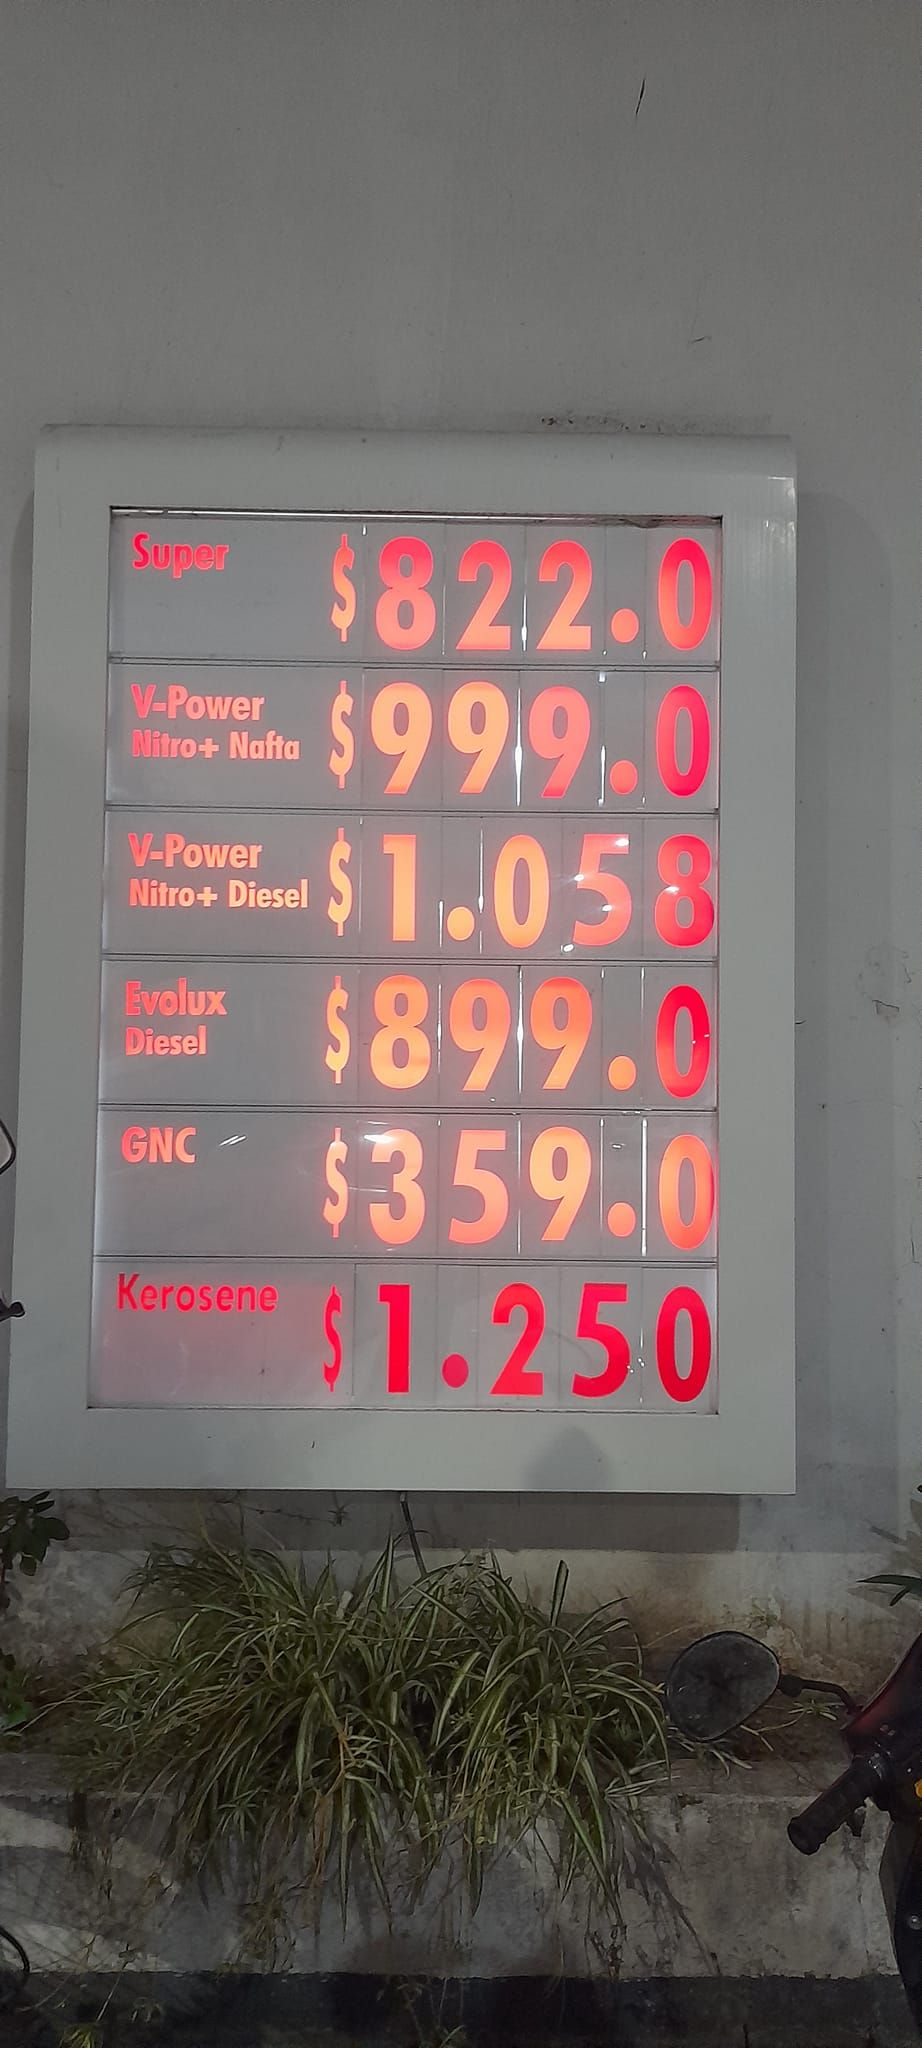 Super $822.0
V-Power $999.0
Nitro+ Nafta
V-Power $1.058
Nitro+ Diesel
Evolux $899.0
Diesel
GNC $359.0
Kerosene $1.250